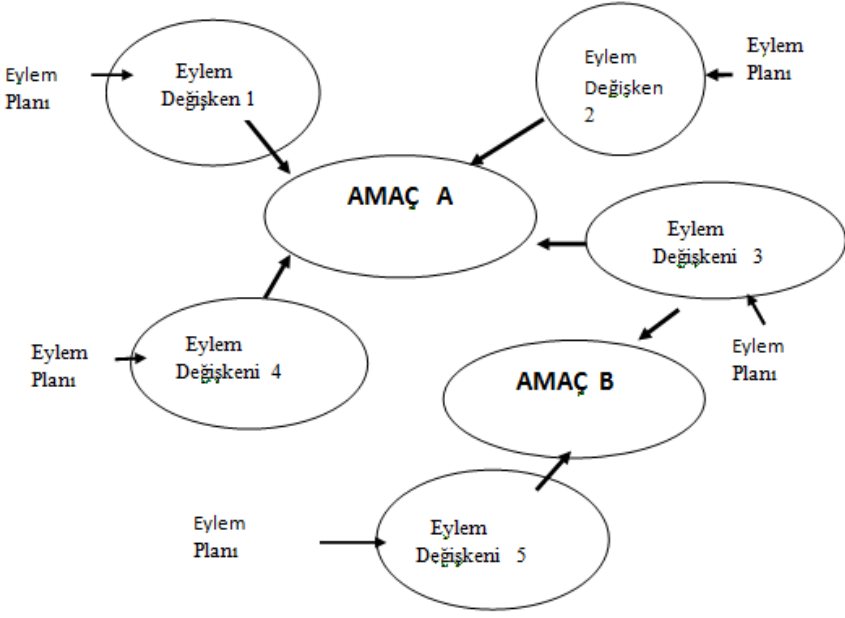 Eylem
Planı
Eylem
Değişken 1
Eylem
Değişken
2
Eylem
Planı
AMAÇ A
Eylem
Değişkeni 3
Eylem
Planı
Eylem
Değişkeni 4
Eylem
Planı
AMAÇ B
Eylem
Planı
Eylem
Değişkeni 5